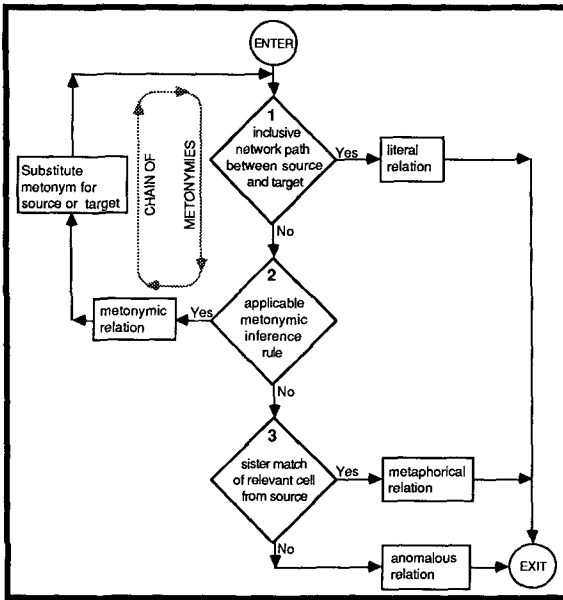 ENTER
1
inclusive
network path
between source
and target
Yes
literal
relation
No
Substitute
metonym for
source or target
CHAIN OF
METONYMIES
2
applicable
metonymic
inference
rule
Yes
metonymic
relation
No
3
sister match
of relevant cell
from source
Yes
metaphorical
relation
No
anomalous
relation
EXIT